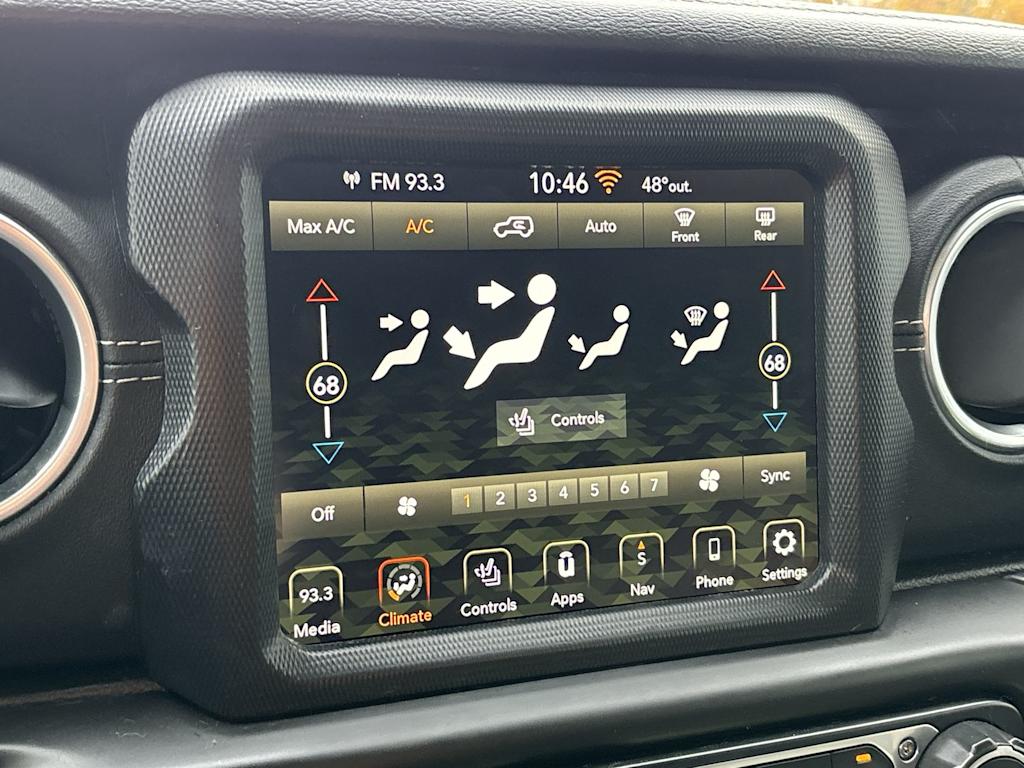 FM 93.3 10:46 48° out.
Max A/C A/C Auto Front Rear
68 68
Controls
Off 1 2 3 4 5 6 7 Sync
93.3 S
Media Climate Controls Apps Nav Phone Settings